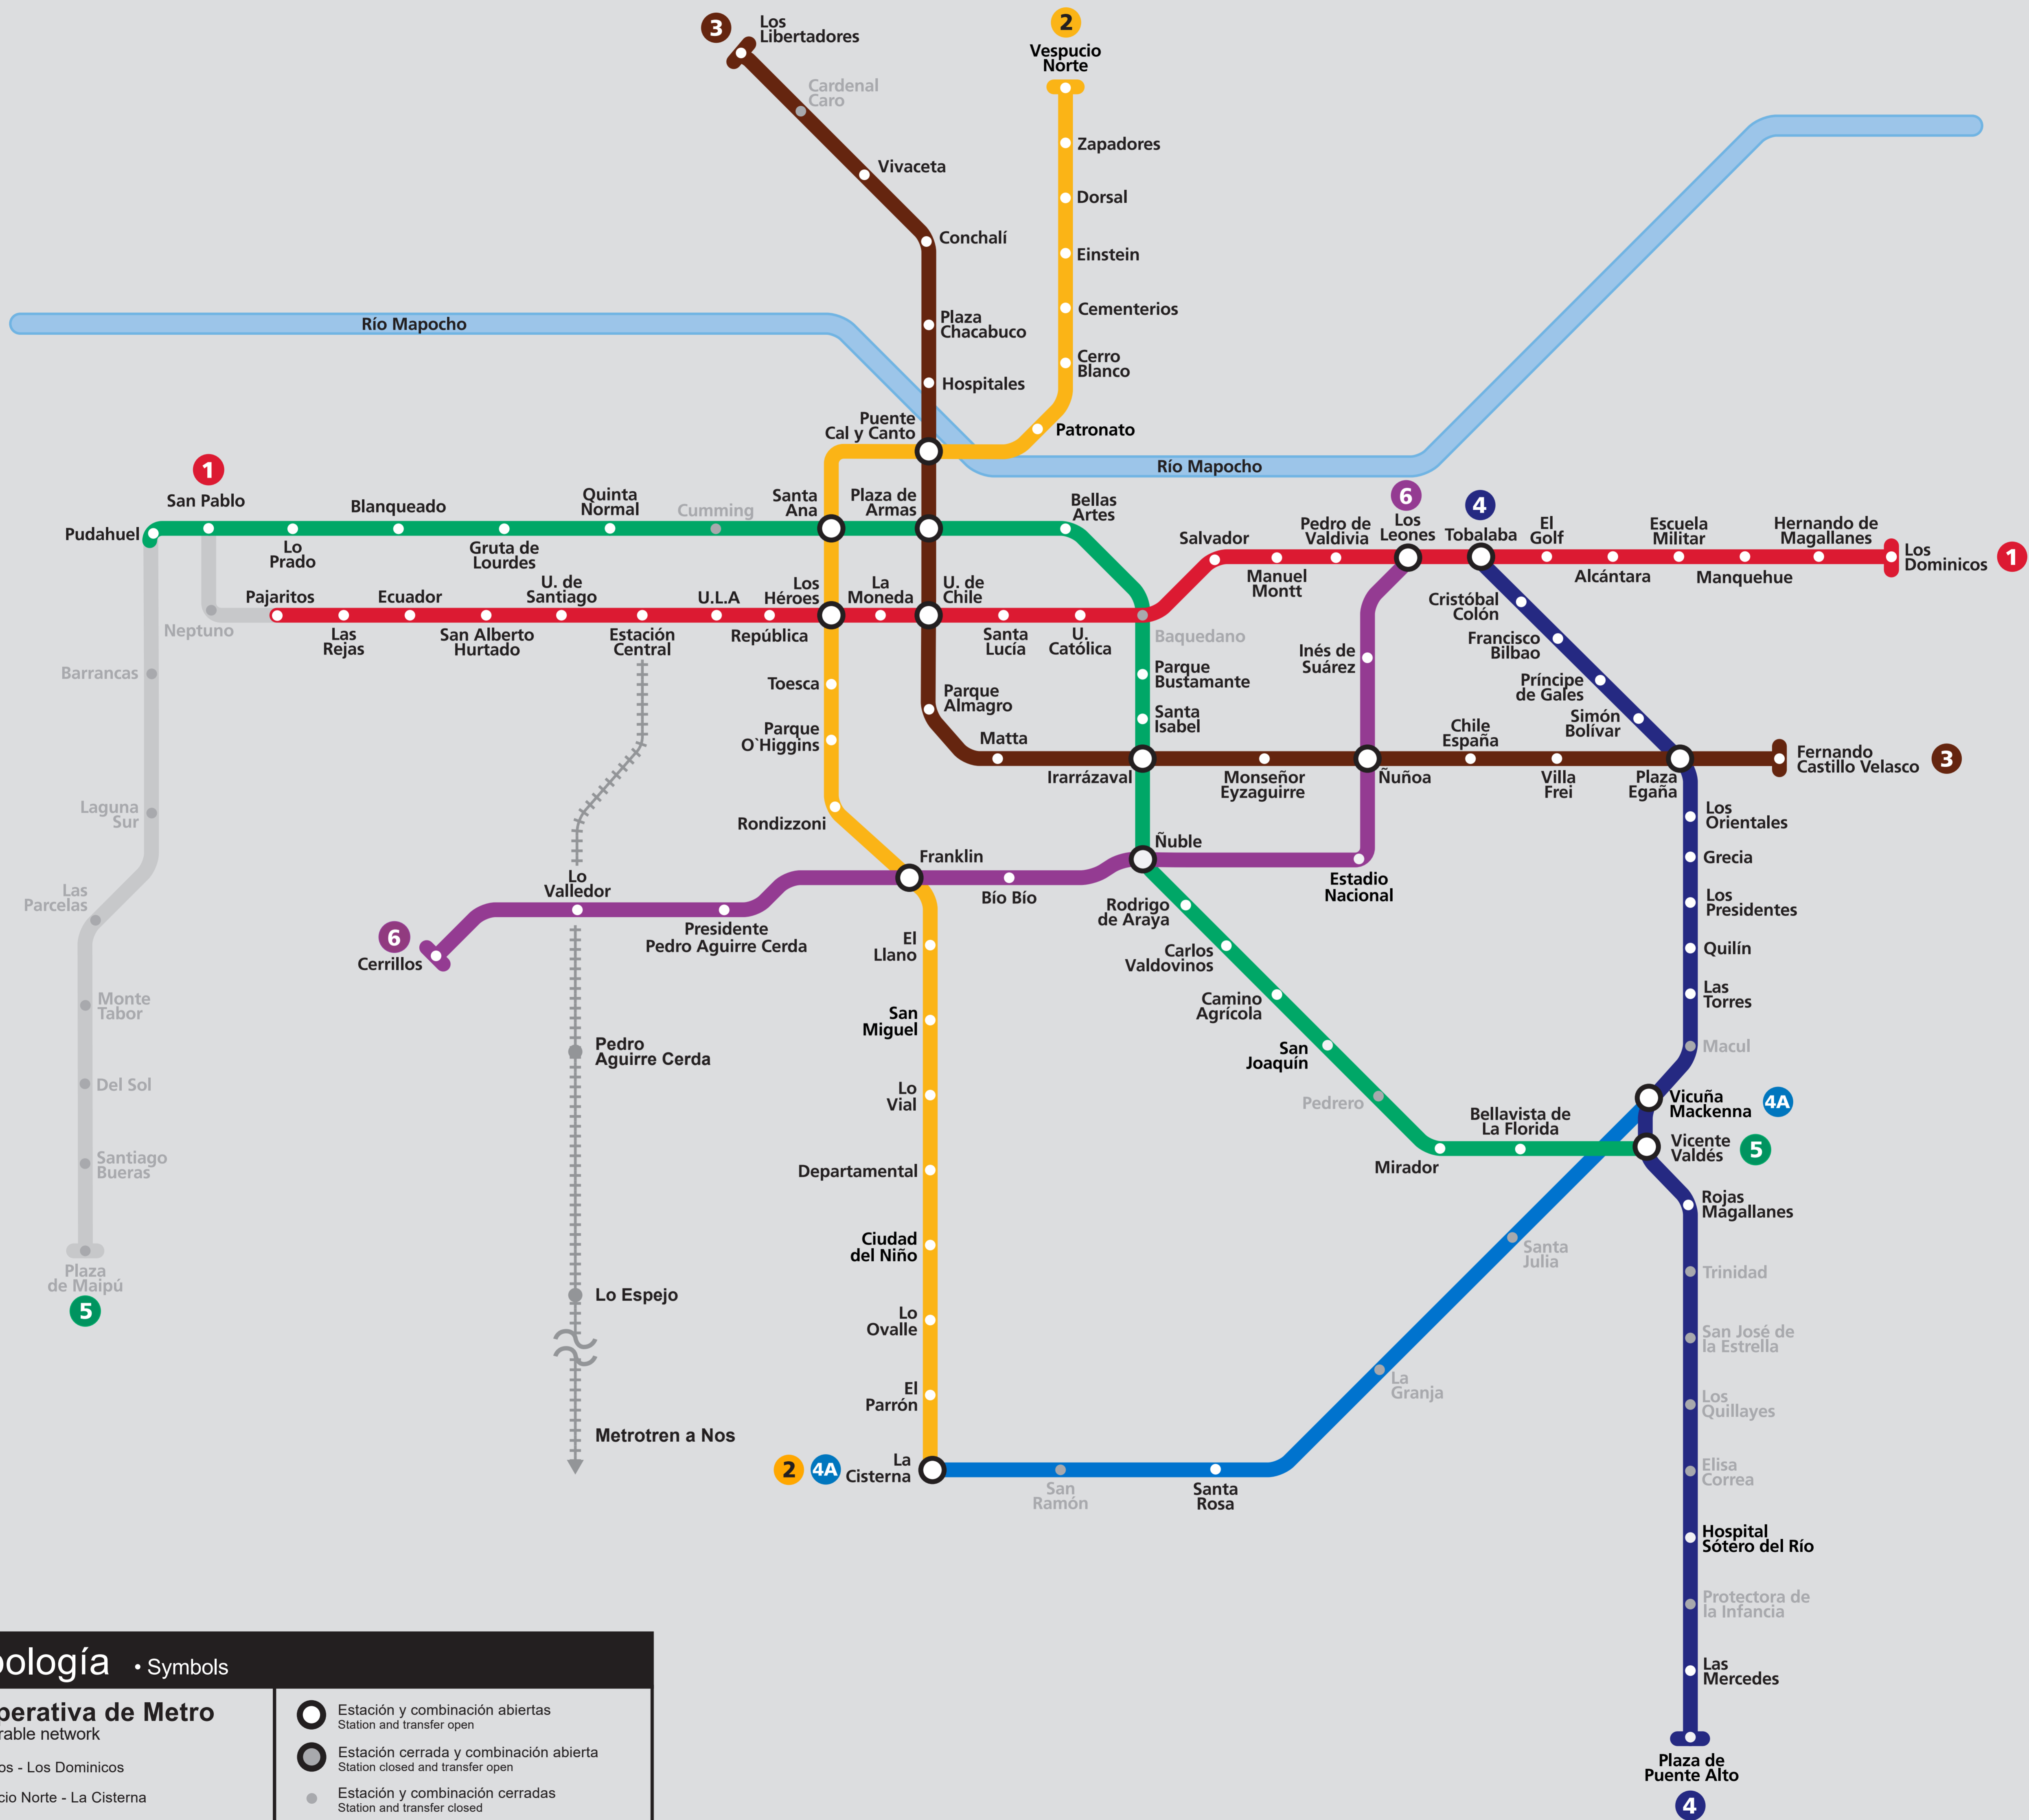 3
Los
Libertadores
2
Vespucio
Norte
Cardenal
Caro
Zapadores
Vivaceta
Dorsal
Conchalí
Einstein
Cementerios
Plaza
Chacabuco
Río Mapocho
Cerro
Blanco
Hospitales
Puente
Cal y Canto
Patronato
Río Mapocho
1
San Pablo
Pudahuel
Lo
Prado
Blanqueado
Gruta de
Lourdes
Quinta
Normal
Cumming
Santa
Ana
Plaza de
Armas
Bellas
Artes
Salvador
Manuel
Montt
Pedro de
Valdivia
6
Los
Leones
4
Tobalaba
El
Golf
Alcántara
Escuela
Militar
Manquehue
Hernando de
Magallanes
Los
Dominicos
1
Neptuno
Pajaritos
Las
Rejas
Ecuador
San Alberto
Hurtado
U. de
Santiago
Estación
Central
U.L.A
República
Los
Héroes
La
Moneda
U. de
Chile
Santa
Lucía
U.
Católica
Baquedano
Cristóbal
Colón
Francisco
Bilbao
Príncipe
de Gales
Simón
Bolívar
Inés de
Suárez
Parque
Bustamante
Santa
Isabel
Barrancas
Toesca
Parque
O`Higgins
Parque
Almagro
Matta
Irarrázaval
Monseñor
Eyzaguirre
Ñuñoa
Chile
España
Villa
Frei
Plaza
Egaña
Fernando
Castillo Velasco
3
Laguna
Sur
Rondizzoni
Los
Orientales
Grecia
Los
Presidentes
Quilín
Las
Torres
Macul
Las
Parcelas
Lo
Valledor
Franklin
Bío Bío
Ñuble
Estadio
Nacional
6
Cerrillos
Presidente
Pedro Aguirre Cerda
El
Llano
Rodrigo
de Araya
Carlos
Valdovinos
Camino
Agrícola
San
Joaquín
Pedrero
Mirador
Bellavista de
La Florida
Vicuña
Mackenna
4A
Vicente
Valdés
5
Monte
Tabor
Del Sol
Santiago
Bueras
Plaza
de Maipú
5
Pedro
Aguirre Cerda
Lo Espejo
Metrotren a Nos
San
Miguel
Lo
Vial
Departamental
Ciudad
del Niño
Lo
Ovalle
El
Parrón
2
4A
La
Cisterna
San
Ramón
Santa
Rosa
La
Granja
Santa
Julia
Rojas
Magallanes
Trinidad
San José de
la Estrella
Los
Quillayes
Elisa
Correa
Hospital
Sótero del Río
Protectora de
la Infancia
Las
Mercedes
Plaza de
Puente Alto
4
ología • Symbols
perativa de Metro
rable network
os - Los Dominicos
cio Norte - La Cisterna
Estación y combinación abiertas
Station and transfer open
Estación cerrada y combinación abierta
Station closed and transfer open
Estación y combinación cerradas
Station and transfer closed